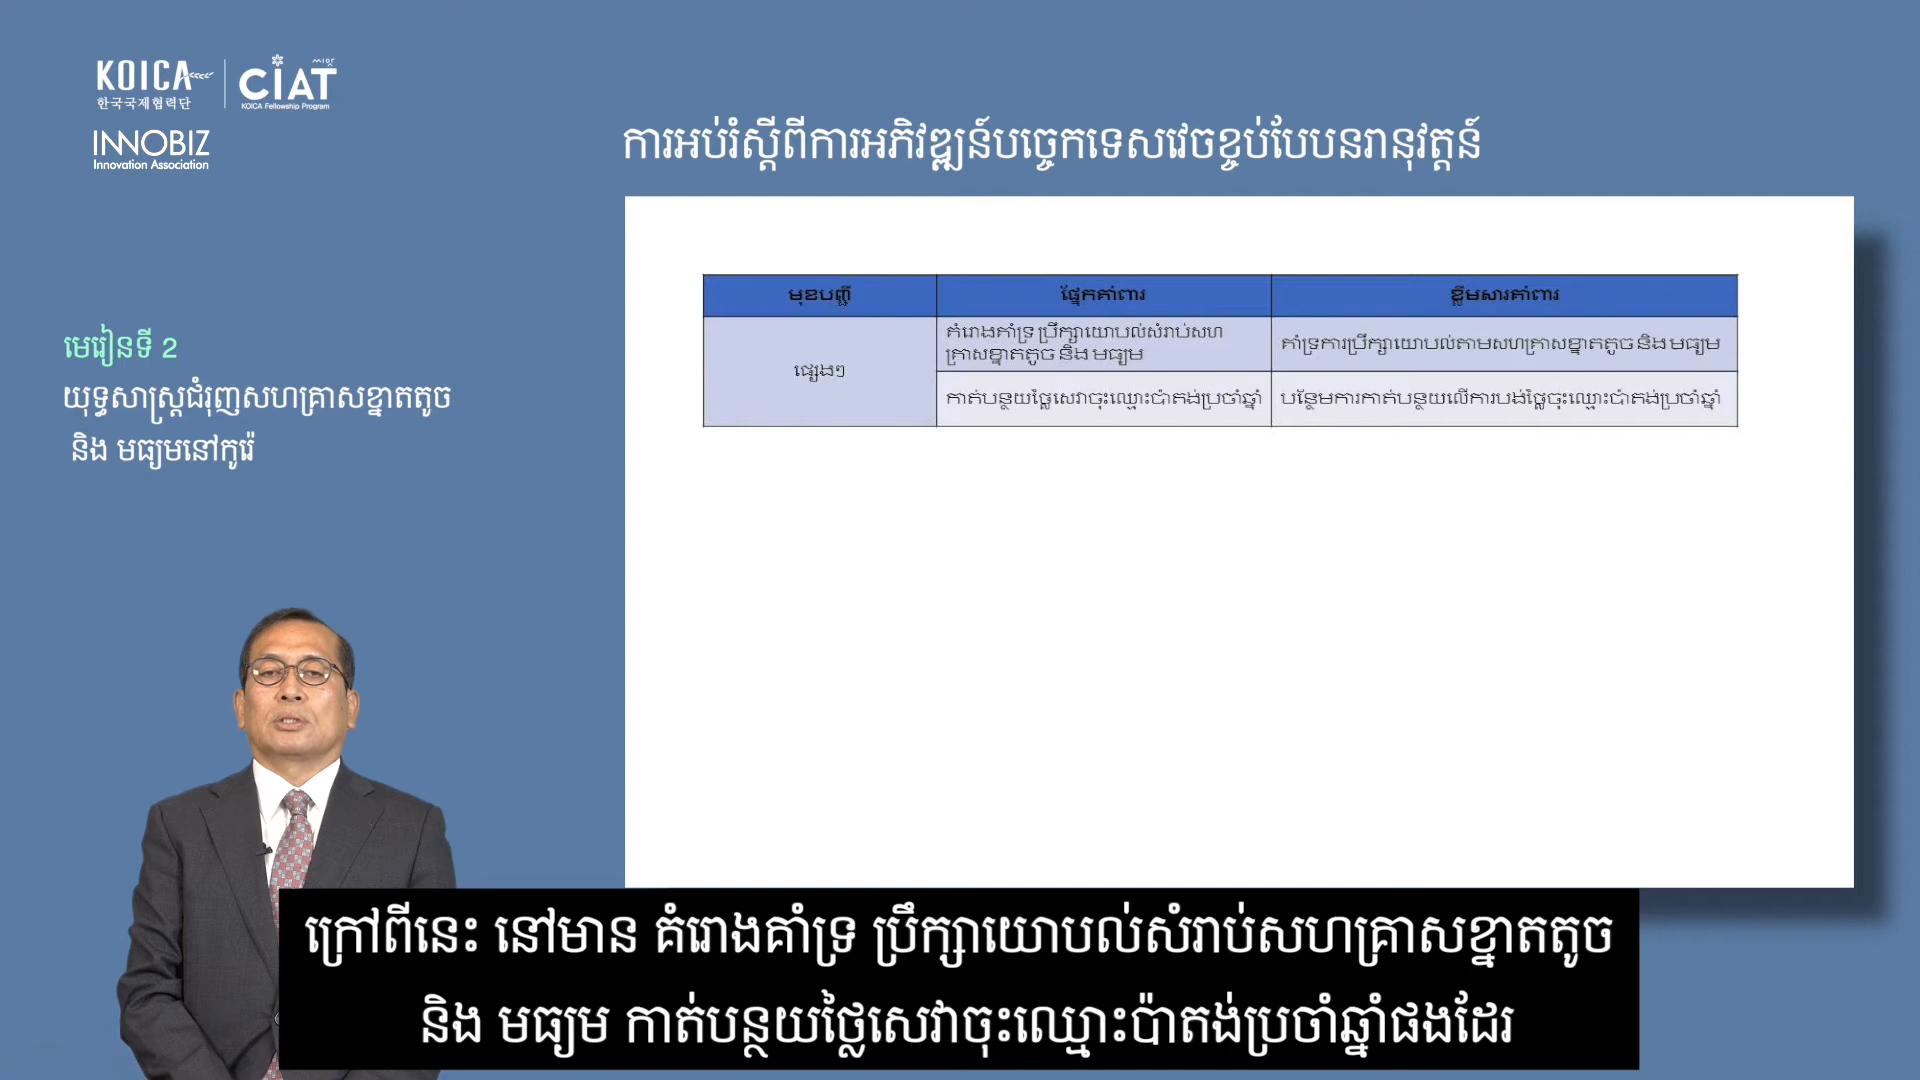 KOICA
한국국제협력단
CIAT
KOICA Fellowship Program
INNOBIZ
Innovation Association
ការអប់រំស្តីពីការអភិវឌ្ឍន៍បច្ចេកទេសវេចខ្ចប់បែបនវានុវត្តន៍
មេរៀនទី 2
យុទ្ធសាស្ត្រជំរុញសហគ្រាសខ្នាតតូច
និង មធ្យមនៅកូរ៉េ
មុខបញ្ជី
ផ្នែកគាំពារ
ខ្លឹមសារគាំពារ
ផ្សេងៗ
គំរោងគាំទ្រ ប្រឹក្សាយោបល់សំរាប់សហ
គ្រាសខ្នាតតូច និង មធ្យម
គាំទ្រការប្រឹក្សាយោបល់តាមសហគ្រាសខ្នាតតូច និង មធ្យម
កាត់បន្ថយថ្លៃសេវាចុះឈ្មោះប៉ាតង់ប្រចាំឆ្នាំ
បន្ថែមការកាត់បន្ថយលើការបង់ថ្លៃចុះឈ្មោះប៉ាតង់ប្រចាំឆ្នាំ
ក្រៅពីនេះ នៅមាន គំរោងគាំទ្រ ប្រឹក្សាយោបល់សំរាប់សហគ្រាសខ្នាតតូច
និង មធ្យម កាត់បន្ថយថ្លៃសេវាចុះឈ្មោះប៉ាតង់ប្រចាំឆ្នាំផងដែរ